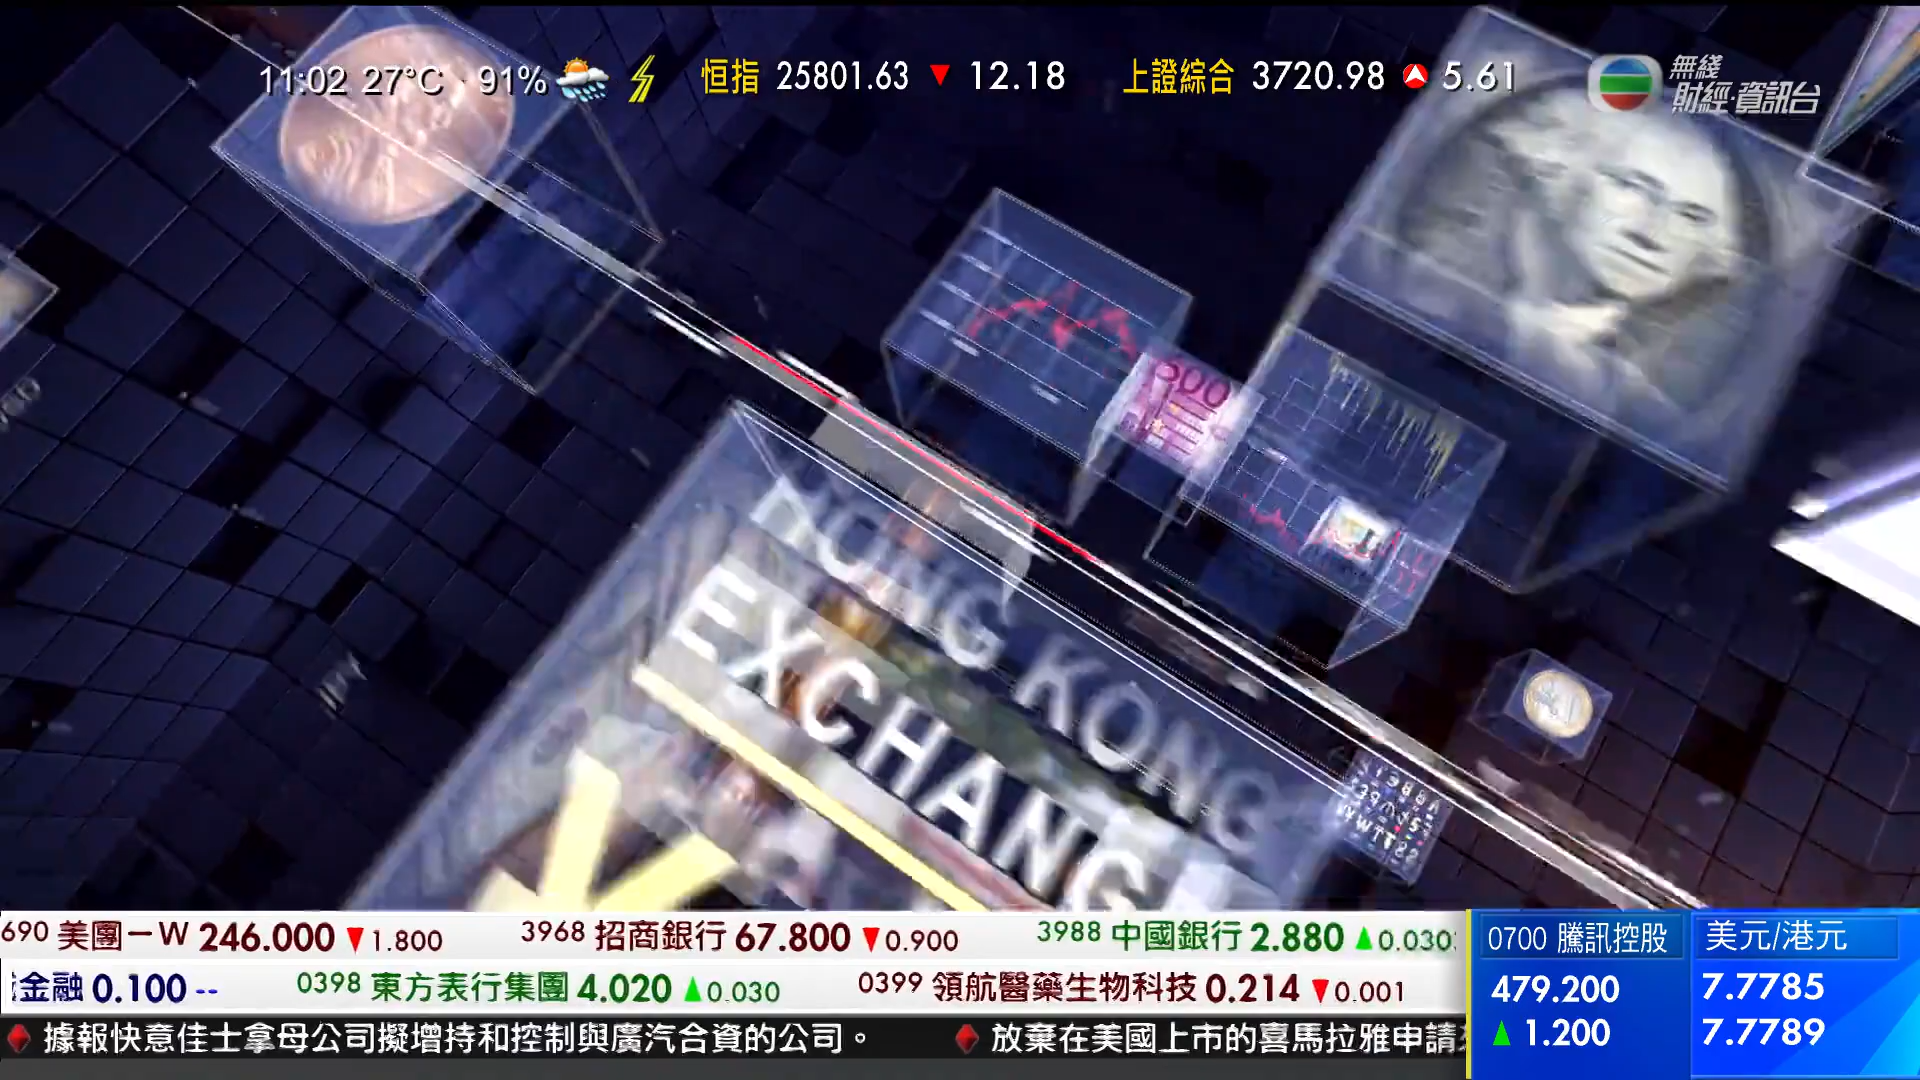 11:02 27°C 91% 恒指 25801.63 ▼ 12.18 上證綜合 3720.98 ▲ 5.61
無綫
財經·資訊台
500
HONG KONG
EXCHANG
690 美團－W 246.000 ▼1.800 3968 招商銀行 67.800 ▼0.900 3988 中國銀行 2.880 ▲0.030
金融 0.100 -- 0398 東方表行集團 4.020 ▲0.030 0399 領航醫藥生物科技 0.214 ▼0.001
據報快意佳士拿母公司擬增持和控制與廣汽合資的公司。 放棄在美國上市的喜馬拉雅申請
0700 騰訊控股
479.200
▲ 1.200
美元/港元
7.7785
7.7789